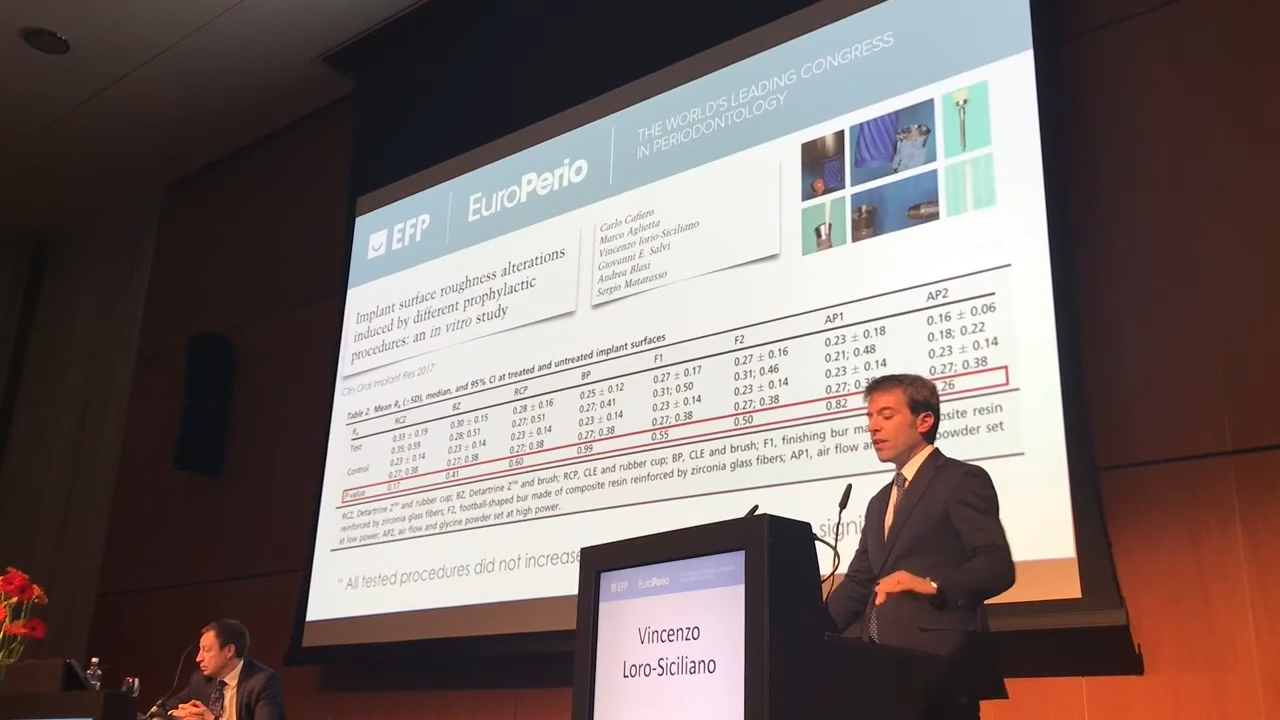 EFP
EuroPerio
THE WORLD'S LEADING CONGRESS
IN PERIODONTOLOGY
Implant surface roughness alterations
induced by different prophylactic
procedures: an in vitro study
Carlo Cafiero
Marco Aglietta
Vincenzo Iorio-Siciliano
Giovanni E. Salvi
Andrea Blasi
Sergio Matarasso
Clin Oral Implant Res 2017
Table 2. Mean Ra (±SD), median, and 95% CI at treated and untreated implant surfaces
Ra RCZ BZ RCP BP F1 F2 AP1 AP2
Test 0.33 ± 0.19 0.30 ± 0.15 0.28 ± 0.16 0.25 ± 0.12 0.27 ± 0.17 0.27 ± 0.16 0.23 ± 0.18 0.16 ± 0.06
0.35; 0.59 0.28; 0.51 0.27; 0.51 0.27; 0.41 0.31; 0.50 0.31; 0.46 0.21; 0.48 0.18; 0.22
Control 0.23 ± 0.14 0.23 ± 0.14 0.23 ± 0.14 0.23 ± 0.14 0.23 ± 0.14 0.23 ± 0.14 0.23 ± 0.14 0.23 ± 0.14
0.27; 0.38 0.27; 0.38 0.27; 0.38 0.27; 0.38 0.27; 0.38 0.27; 0.38 0.27; 0.38 0.27; 0.38
P value 0.17 0.41 0.60 0.99 0.55 0.50 0.82 .26
RCZ, Detartrine Z™ and rubber cup; BZ, Detartrine Z™ and brush; RCP, CLE and rubber cup; BP, CLE and brush; F1, finishing bur ma posite resin
reinforced by zirconia glass fibers; F2, football-shaped bur made of composite resin reinforced by zirconia glass fibers; AP1, air flow and powder set
at low power; AP2, air flow and glycine powder set at high power.
" All tested procedures did not increase signi
EFP EuroPerio
Vincenzo
Loro-Siciliano